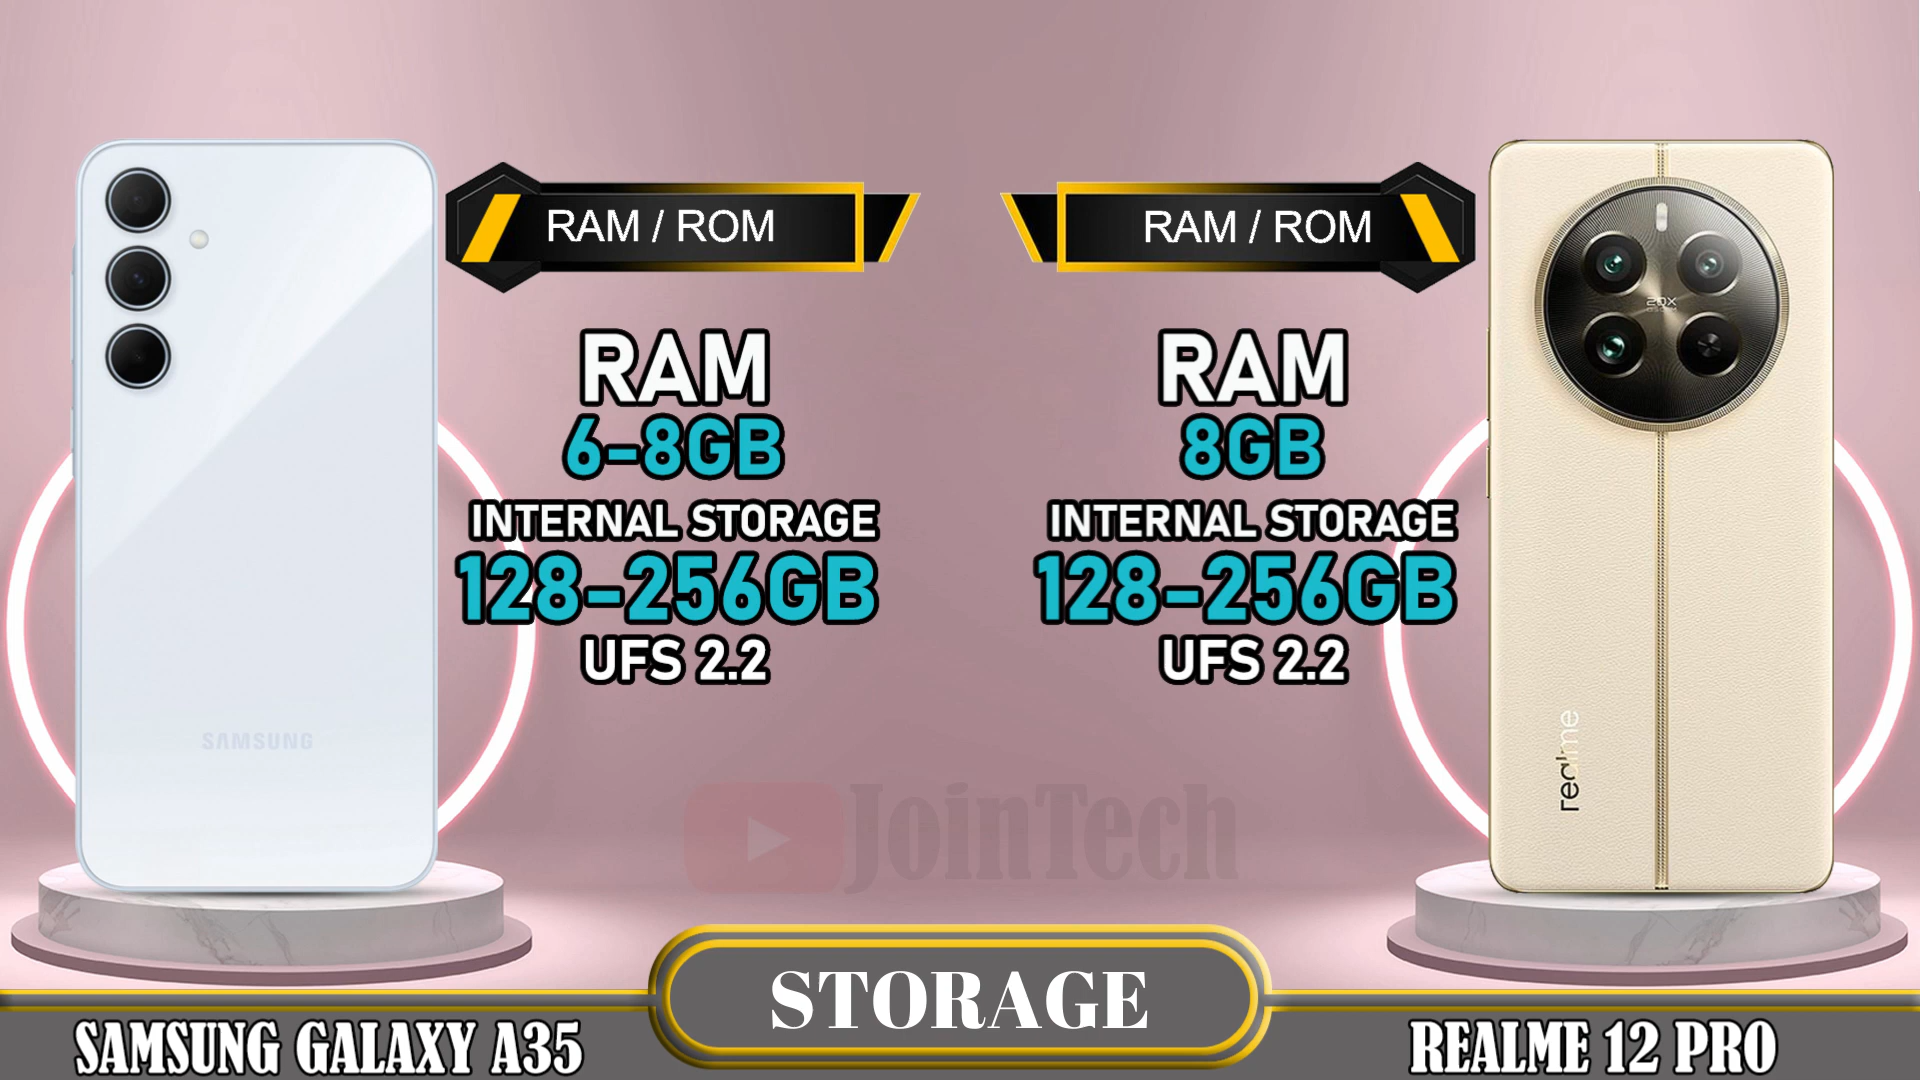 RAM / ROM
RAM
6-8GB
INTERNAL STORAGE
128-256GB
UFS 2.2
SAMSUNG
RAM / ROM
RAM
8GB
INTERNAL STORAGE
128-256GB
UFS 2.2
20X
realme
JoinTech
STORAGE
SAMSUNG GALAXY A35
REALME 12 PRO